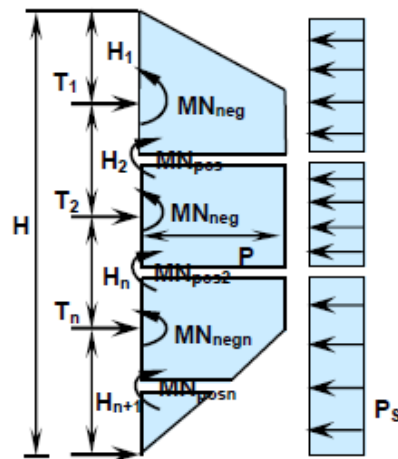 H₁
T₁
MNneg
H₂
MNpos
T₂
MNneg
H
P
Hn
MNpos2
Tn
MNnegn
Hn+1
MNposn
PS